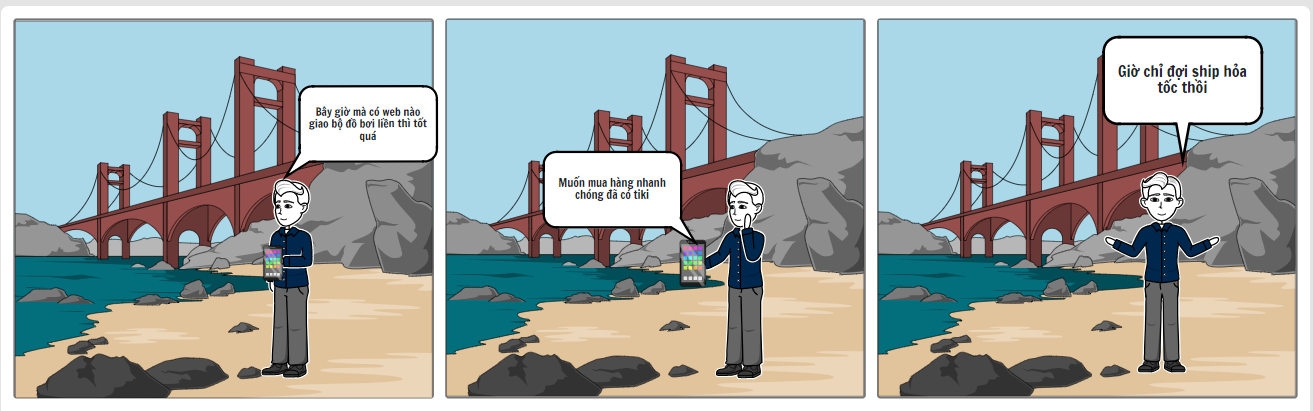 Bây giờ mà có web nào
giao bộ đồ bơi liền thì tốt
quá
Muốn mua hàng nhanh
chóng đã có tiki
Giờ chỉ đợi ship hỏa
tốc thồi